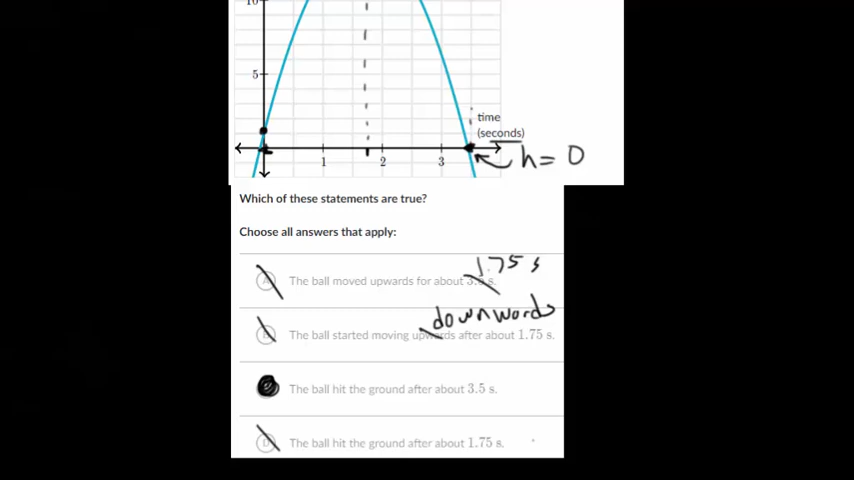 10
5
time
(seconds)
1 2 3
h = 0
Which of these statements are true?
Choose all answers that apply:
1.75 s
The ball moved upwards for about 3.5 s.
downwords
The ball started moving upwards after about 1.75 s.
The ball hit the ground after about 3.5 s.
D The ball hit the ground after about 1.75 s.